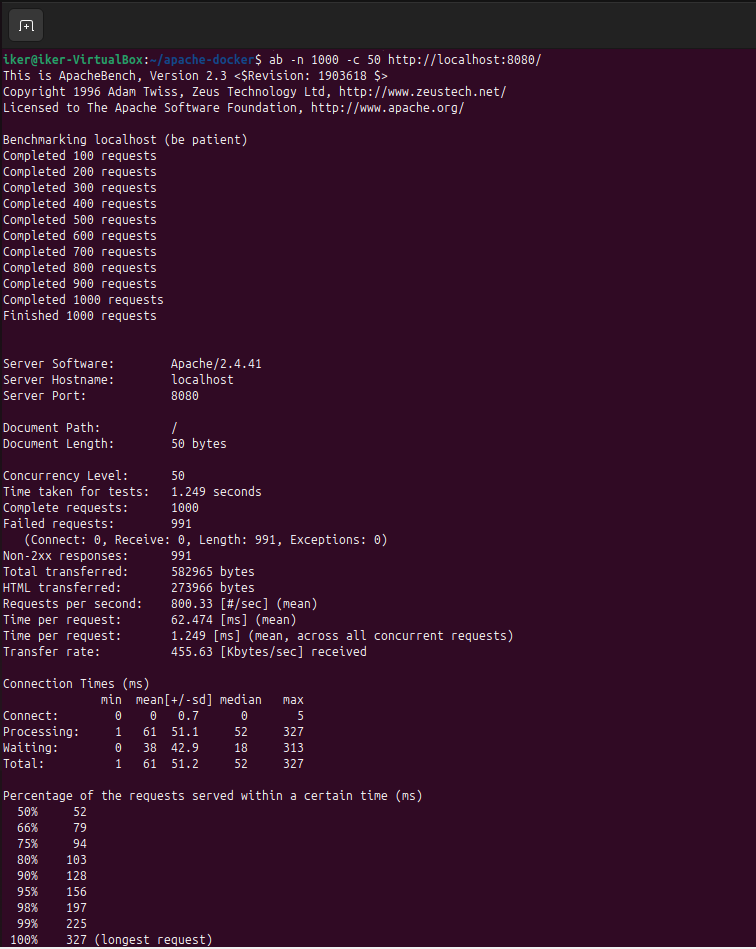 iker@iker-VirtualBox:~/apache-docker$ ab -n 1000 -c 50 http://localhost:8080/
This is ApacheBench, Version 2.3 <$Revision: 1903618 $>
Copyright 1996 Adam Twiss, Zeus Technology Ltd, http://www.zeustech.net/
Licensed to The Apache Software Foundation, http://www.apache.org/

Benchmarking localhost (be patient)
Completed 100 requests
Completed 200 requests
Completed 300 requests
Completed 400 requests
Completed 500 requests
Completed 600 requests
Completed 700 requests
Completed 800 requests
Completed 900 requests
Completed 1000 requests
Finished 1000 requests


Server Software:        Apache/2.4.41
Server Hostname:        localhost
Server Port:            8080

Document Path:          /
Document Length:        50 bytes

Concurrency Level:      50
Time taken for tests:   1.249 seconds
Complete requests:      1000
Failed requests:        991
   (Connect: 0, Receive: 0, Length: 991, Exceptions: 0)
Non-2xx responses:      991
Total transferred:      582965 bytes
HTML transferred:       273966 bytes
Requests per second:    800.33 [#/sec] (mean)
Time per request:       62.474 [ms] (mean)
Time per request:       1.249 [ms] (mean, across all concurrent requests)
Transfer rate:          455.63 [Kbytes/sec] received

Connection Times (ms)
              min  mean[+/-sd] median   max
Connect:        0    0   0.7      0       5
Processing:     1   61  51.1     52     327
Waiting:        0   38  42.9     18     313
Total:          1   61  51.2     52     327

Percentage of the requests served within a certain time (ms)
  50%     52
  66%     79
  75%     94
  80%    103
  90%    128
  95%    156
  98%    197
  99%    225
 100%    327 (longest request)